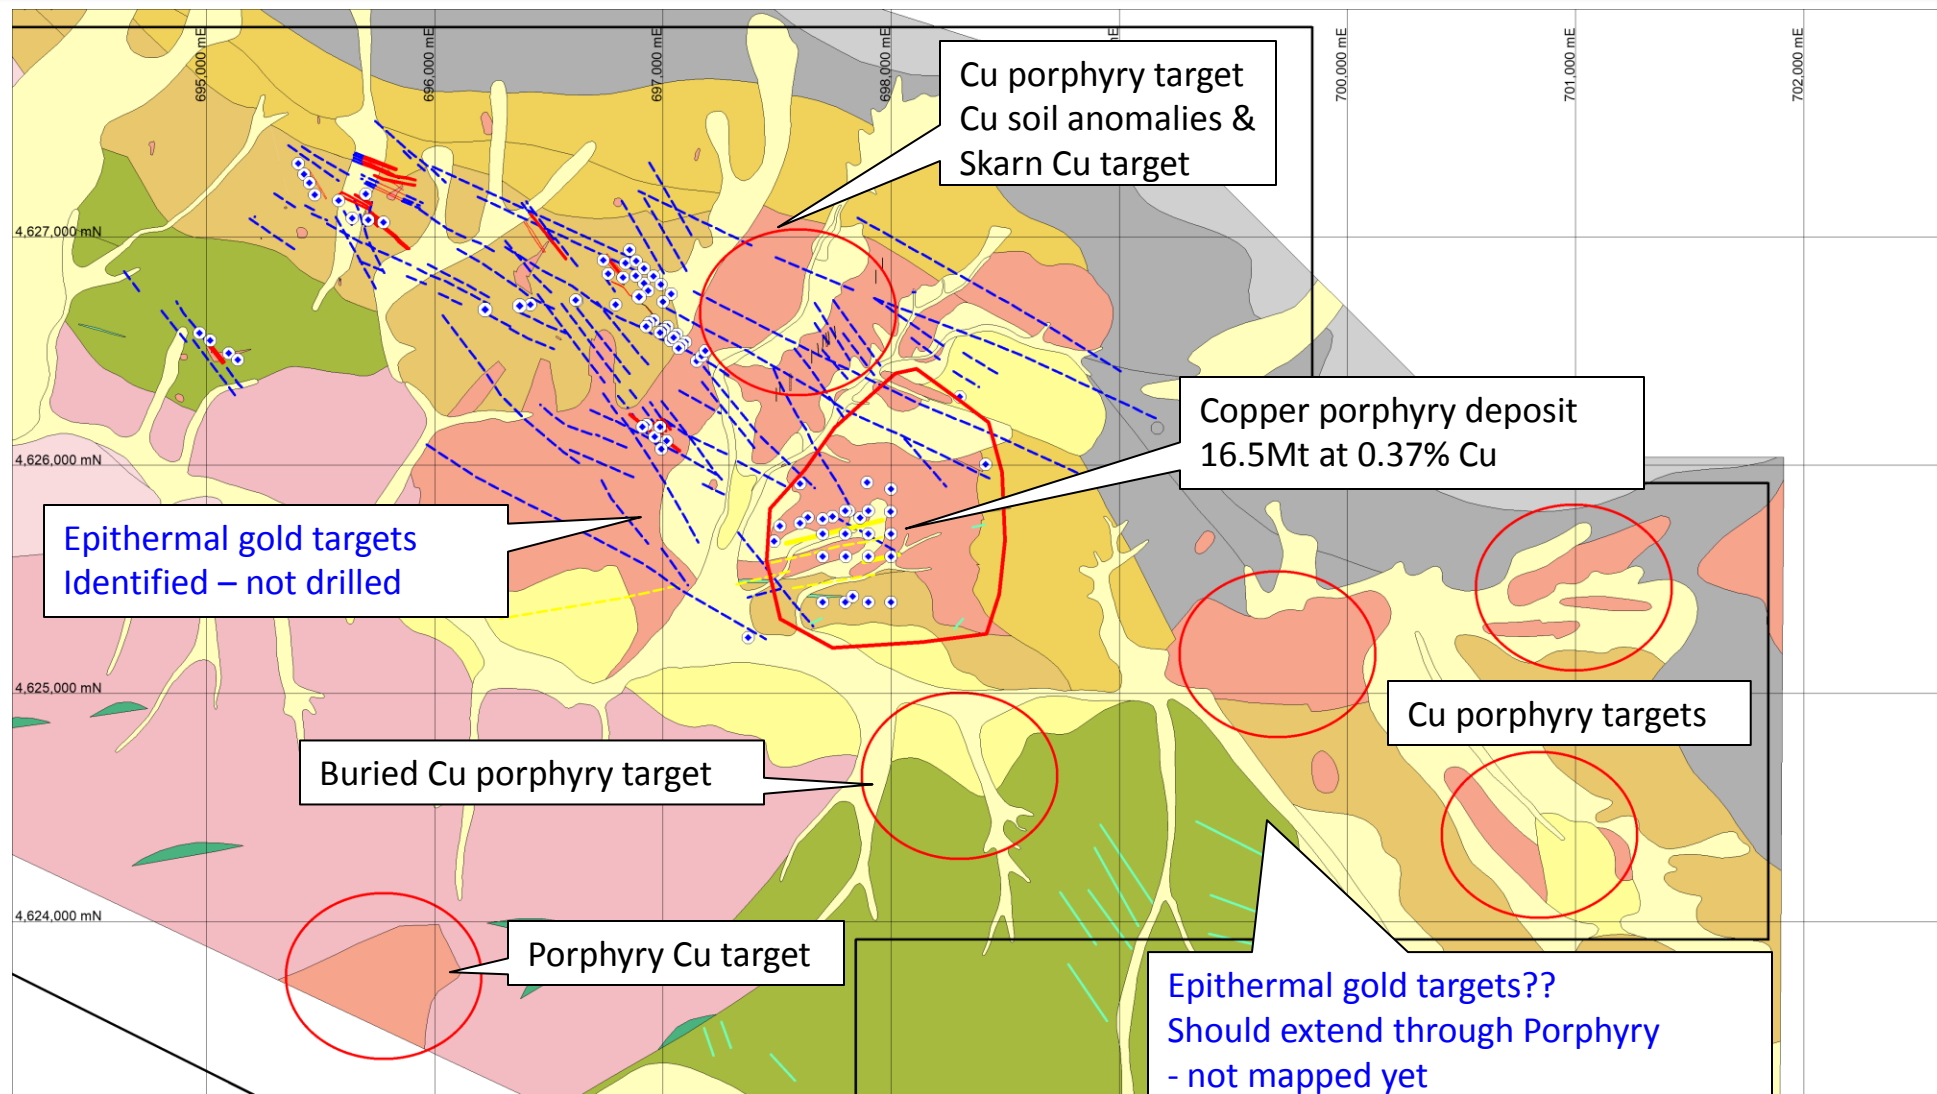 695,000 mE
696,000 mE
697,000 mE
698,000 mE
mE
700,000 mE
701,000 mE
702,000 mE
Cu porphyry target
Cu soil anomalies &
Skarn Cu target
4,627,000 mN
Copper porphyry deposit
16.5Mt at 0.37% Cu
4,626,000 mN
Epithermal gold targets
Identified – not drilled
4,625,000 mN
Cu porphyry targets
Buried Cu porphyry target
4,624,000 mN
Porphyry Cu target
Epithermal gold targets??
Should extend through Porphyry
- not mapped yet